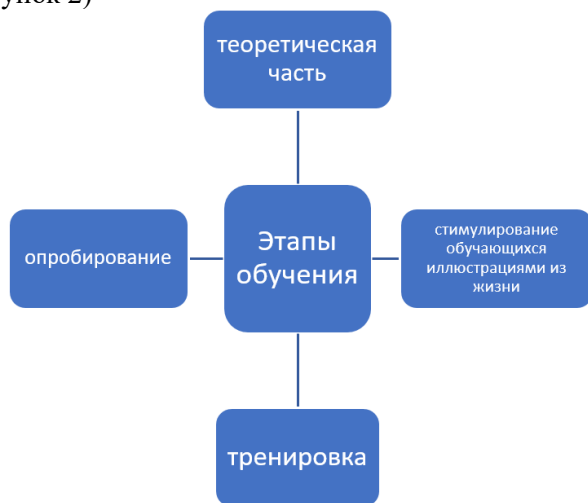 унок 2)
теоретическая
часть
опробирование
Этапы
обучения
стимулирование
обучающихся
иллюстрациями из
жизни
тренировка